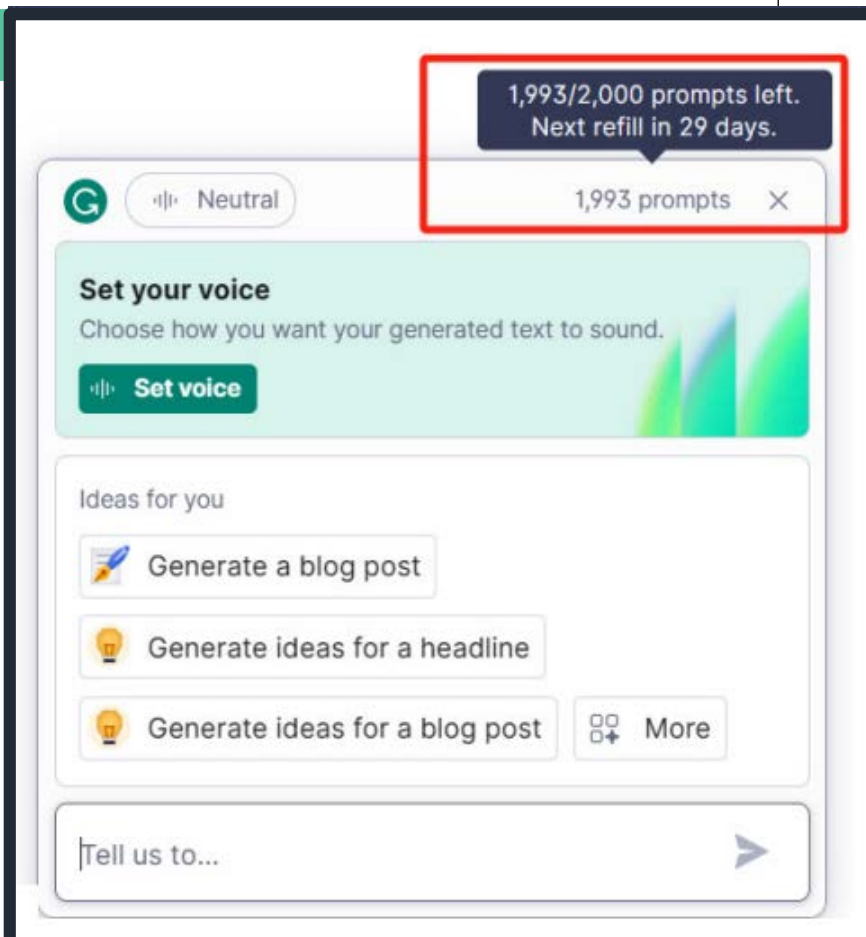 1,993/2,000 prompts left.
Next refill in 29 days.
Neutral
1,993 prompts
Set your voice
Choose how you want your generated text to sound.
Set voice
Ideas for you
Generate a blog post
Generate ideas for a headline
Generate ideas for a blog post
More
Tell us to...